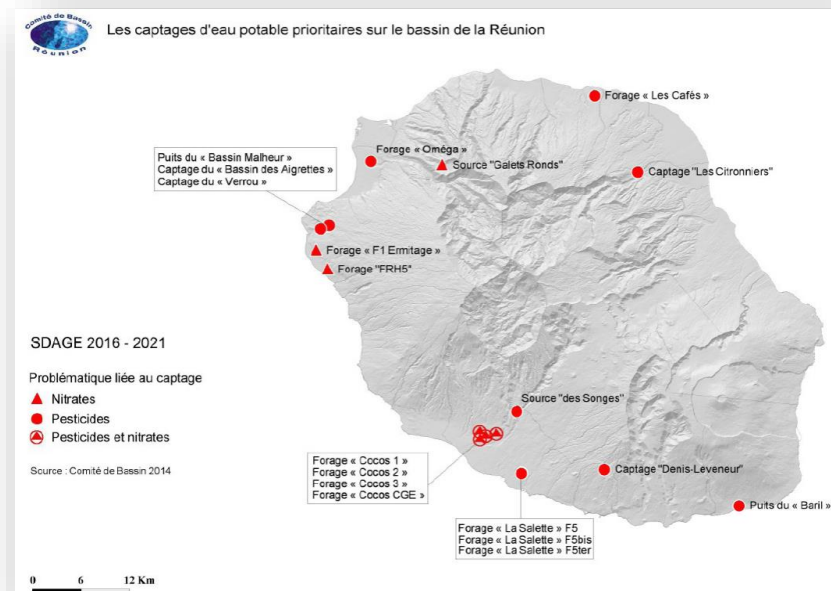 Comité de Bassin
Réunion
Les captages d'eau potable prioritaires sur le bassin de la Réunion
Forage « Les Cafés »
Forage « Oméga »
Source "Galets Ronds"
Captage "Les Citronniers"
Puits du « Bassin Malheur »
Captage du « Bassin des Aigrettes »
Captage du « Verrou »
Forage « F1 Ermitage »
Forage "FRH5"
SDAGE 2016 - 2021
Problématique liée au captage
Nitrates
Pesticides
Pesticides et nitrates
Source : Comité de Bassin 2014
Source "des Songes"
Forage « Cocos 1 »
Forage « Cocos 2 »
Forage « Cocos 3 »
Forage « Cocos CGE »
Captage "Denis-Leveneur"
Puits du « Baril »
Forage « La Salette » F5
Forage « La Salette » F5bis
Forage « La Salette » F5ter
0 6 12 Km